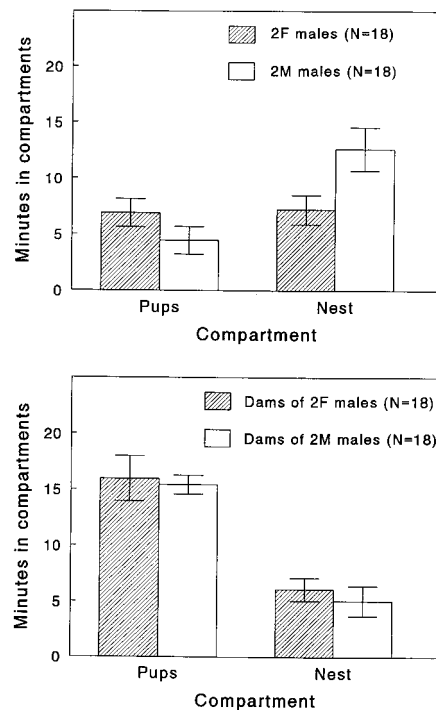 2F males (N=18)
2M males (N=18)
Minutes in compartments
20
15
10
5
0
Pups Nest
Compartment
Dams of 2F males (N=18)
Dams of 2M males (N=18)
Minutes in compartments
20
15
10
5
0
Pups Nest
Compartment